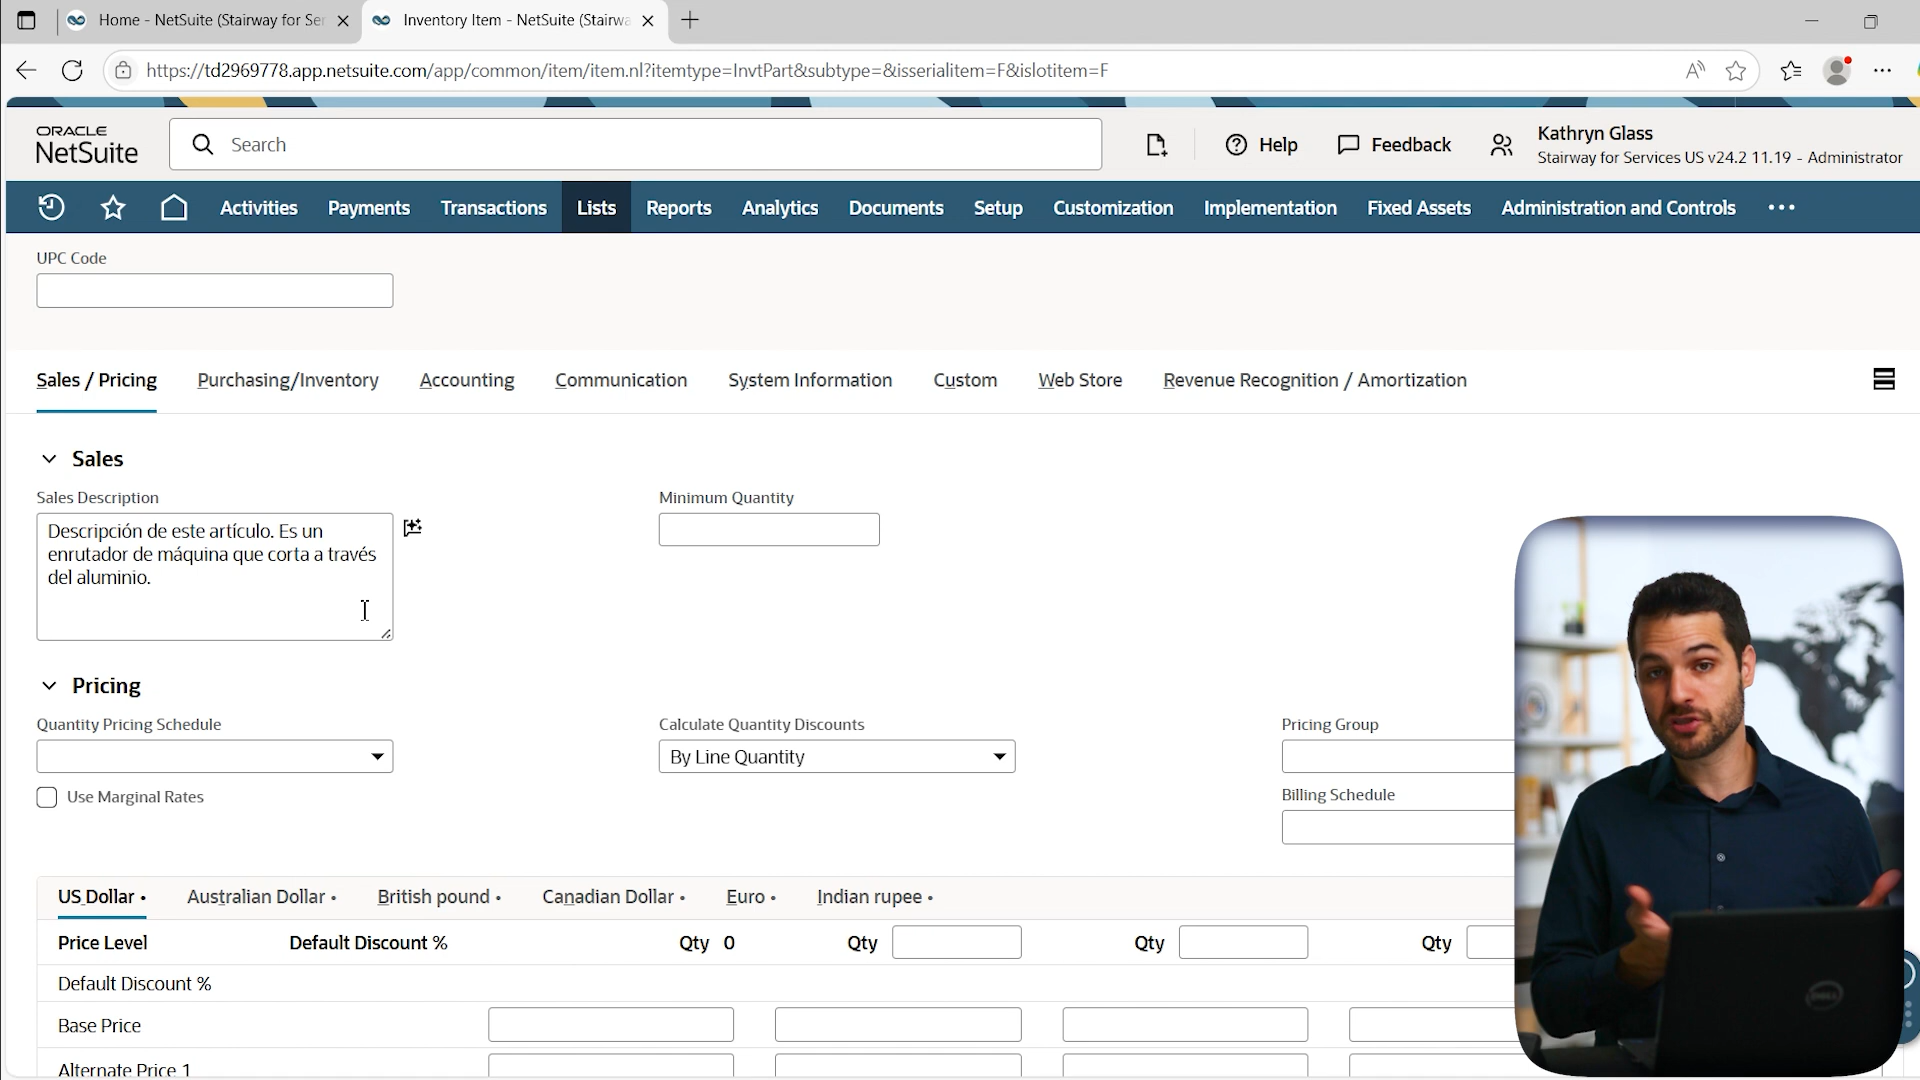 Home - NetSuite (Stairway for Ser
Inventory Item - NetSuite (Stairwa
https://td2969778.app.netsuite.com/app/common/item/item.nl?itemtype=InvtPart&subtype=&isserialitem=F&islotitem=F
ORACLE
NetSuite
Search
Help
Feedback
Kathryn Glass
Stairway for Services US v24.2 11.19 - Administrator
Activities
Payments
Transactions
Lists
Reports
Analytics
Documents
Setup
Customization
Implementation
Fixed Assets
Administration and Controls
UPC Code
Sales / Pricing
Purchasing/Inventory
Accounting
Communication
System Information
Custom
Web Store
Revenue Recognition / Amortization
Sales
Sales Description
Minimum Quantity
Descripción de este artículo. Es un
enrutador de máquina que corta a través
del aluminio.
Pricing
Quantity Pricing Schedule
Calculate Quantity Discounts
Pricing Group
By Line Quantity
Use Marginal Rates
Billing Schedule
US Dollar •
Australian Dollar •
British pound •
Canadian Dollar •
Euro •
Indian rupee •
Price Level
Default Discount %
Qty 0
Qty
Qty
Qty
Default Discount %
Base Price
Alternate Price 1
DELL